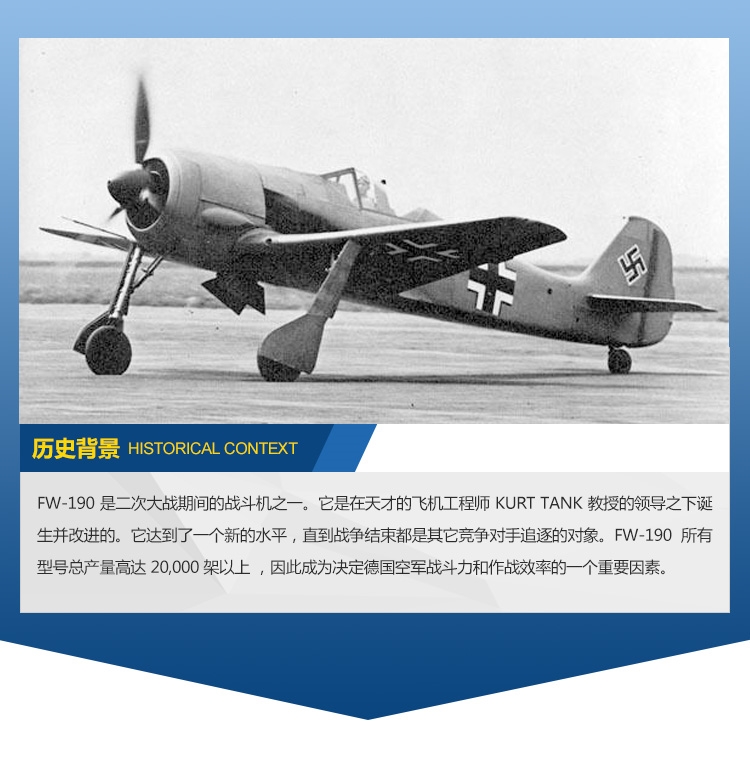 历史背景 HISTORICAL CONTEXT
FW-190 是二次大战期间的战斗机之一。它是在天才的飞机工程师 KURT TANK 教授的领导之下诞
生并改进的。它达到了一个新的水平，直到战争结束都是其它竞争对手追逐的对象。FW-190 所有
型号总产量高达 20,000 架以上 ，因此成为决定德国空军战斗力和作战效率的一个重要因素。